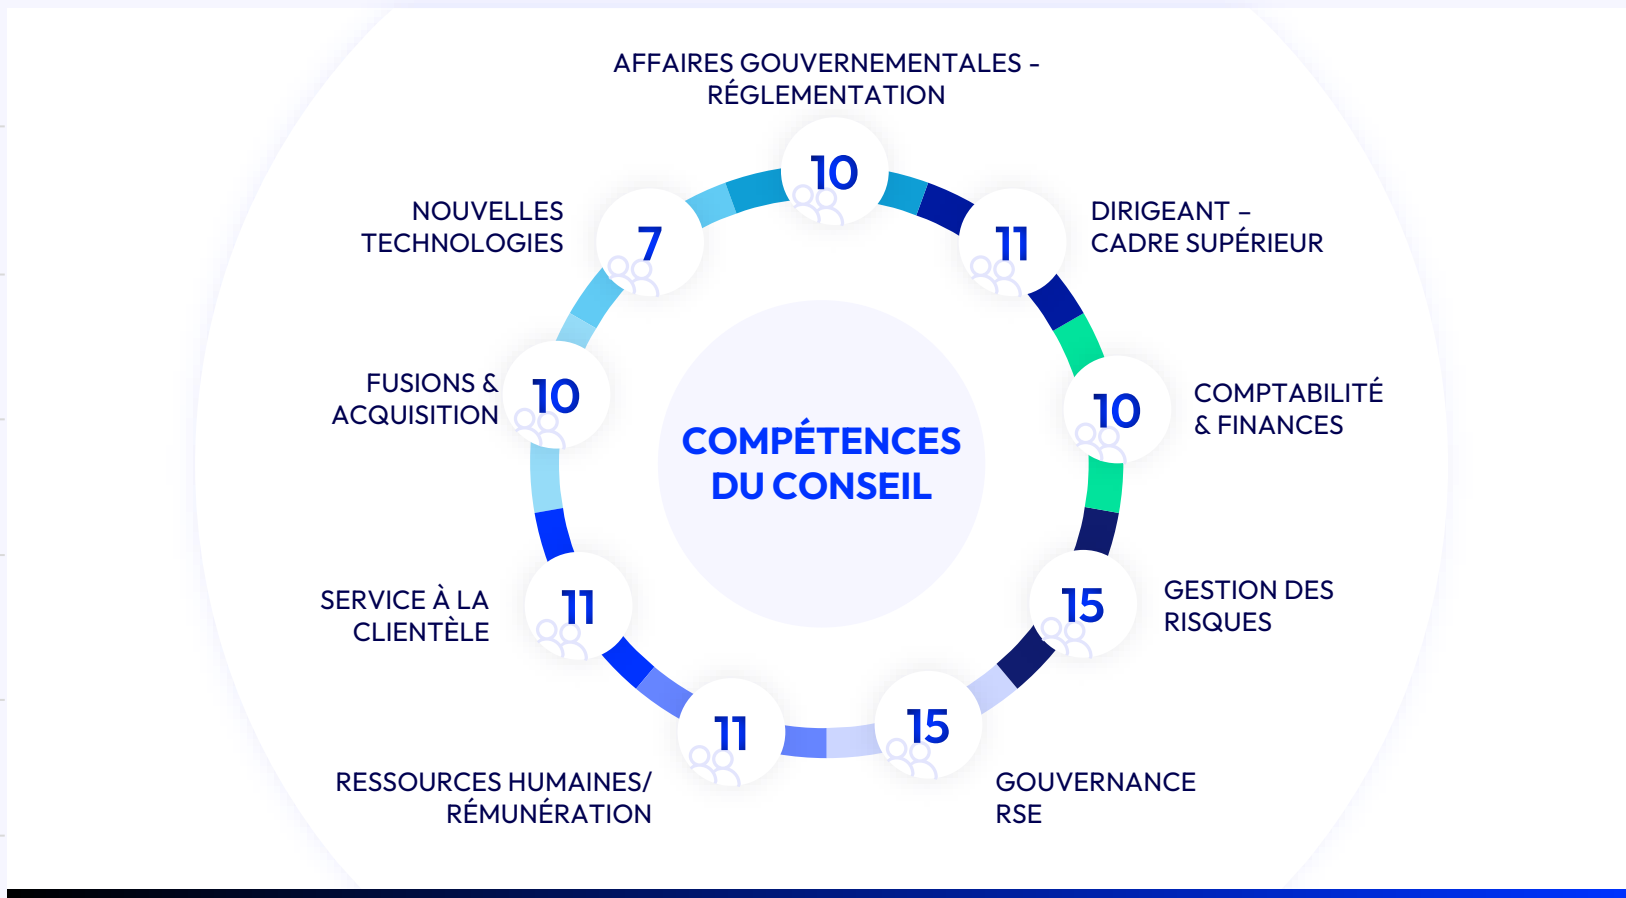 AFFAIRES GOUVERNEMENTALES -
RÉGLEMENTATION
10
DIRIGEANT –
CADRE SUPÉRIEUR
11
COMPTABILITÉ
& FINANCES
10
GESTION DES
RISQUES
15
GOUVERNANCE
RSE
15
RESSOURCES HUMAINES/
RÉMUNÉRATION
11
SERVICE À LA
CLIENTÈLE
11
FUSIONS &
ACQUISITION
10
NOUVELLES
TECHNOLOGIES
7
COMPÉTENCES
DU CONSEIL